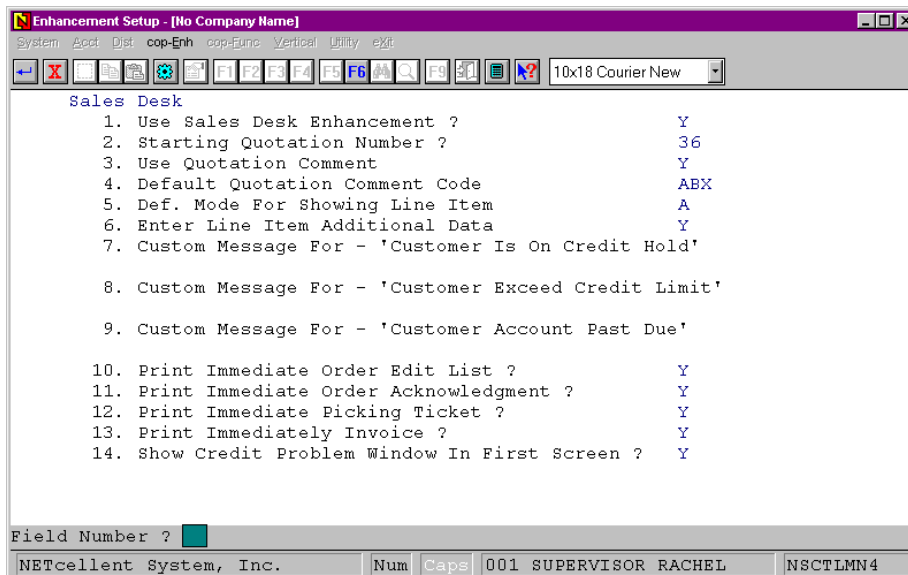 Enhancement Setup - [No Company Name]
System Acct Dist cop-Enh cop-Func Vertical Utility eXit
X F1 F2 F3 F4 F5 F6 F9 ? 10x18 Courier New
Sales Desk
1. Use Sales Desk Enhancement ? Y
2. Starting Quotation Number ? 36
3. Use Quotation Comment Y
4. Default Quotation Comment Code ABX
5. Def. Mode For Showing Line Item A
6. Enter Line Item Additional Data Y
7. Custom Message For - 'Customer Is On Credit Hold'
8. Custom Message For - 'Customer Exceed Credit Limit'
9. Custom Message For - 'Customer Account Past Due'
10. Print Immediate Order Edit List ? Y
11. Print Immediate Order Acknowledgment ? Y
12. Print Immediate Picking Ticket ? Y
13. Print Immediately Invoice ? Y
14. Show Credit Problem Window In First Screen ? Y
Field Number ?
NETcellent System, Inc. Num Caps 001 SUPERVISOR RACHEL NSCTLMN4